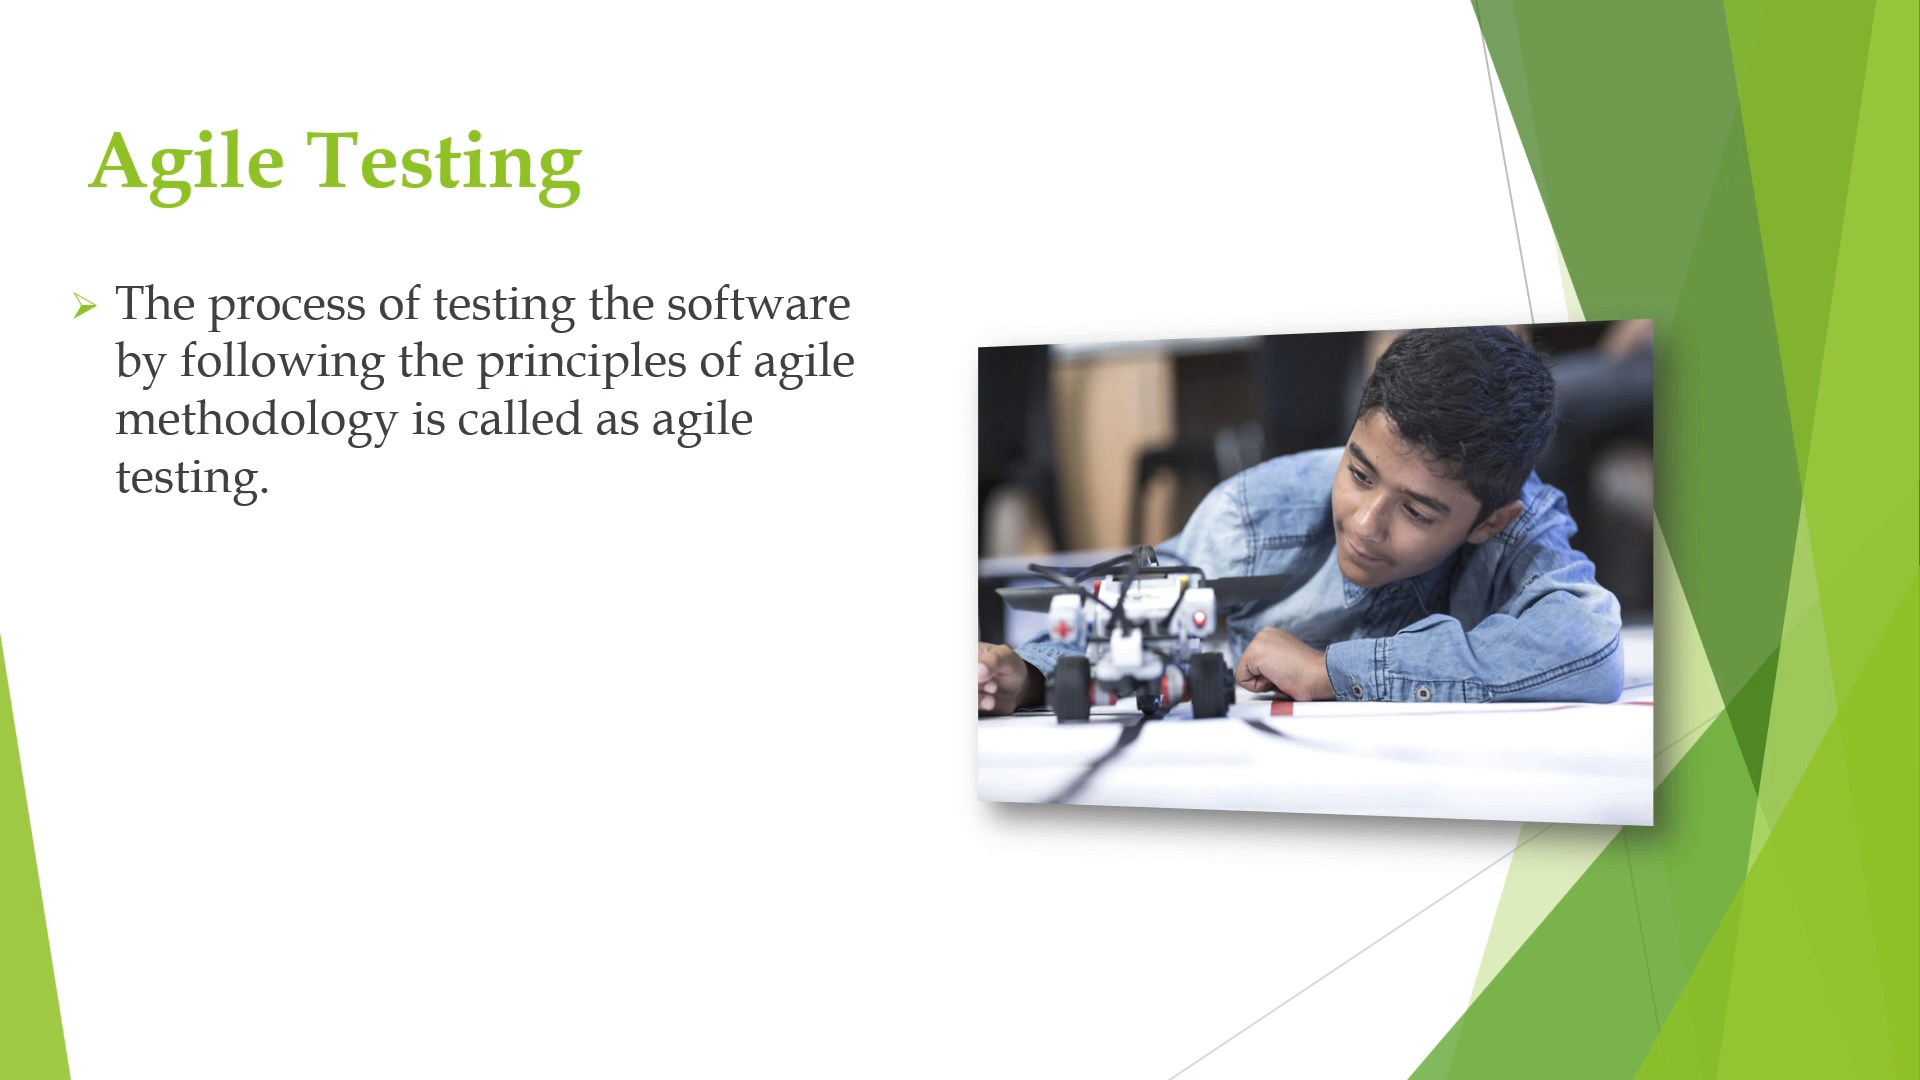 Agile Testing
The process of testing the software
by following the principles of agile
methodology is called as agile
testing.